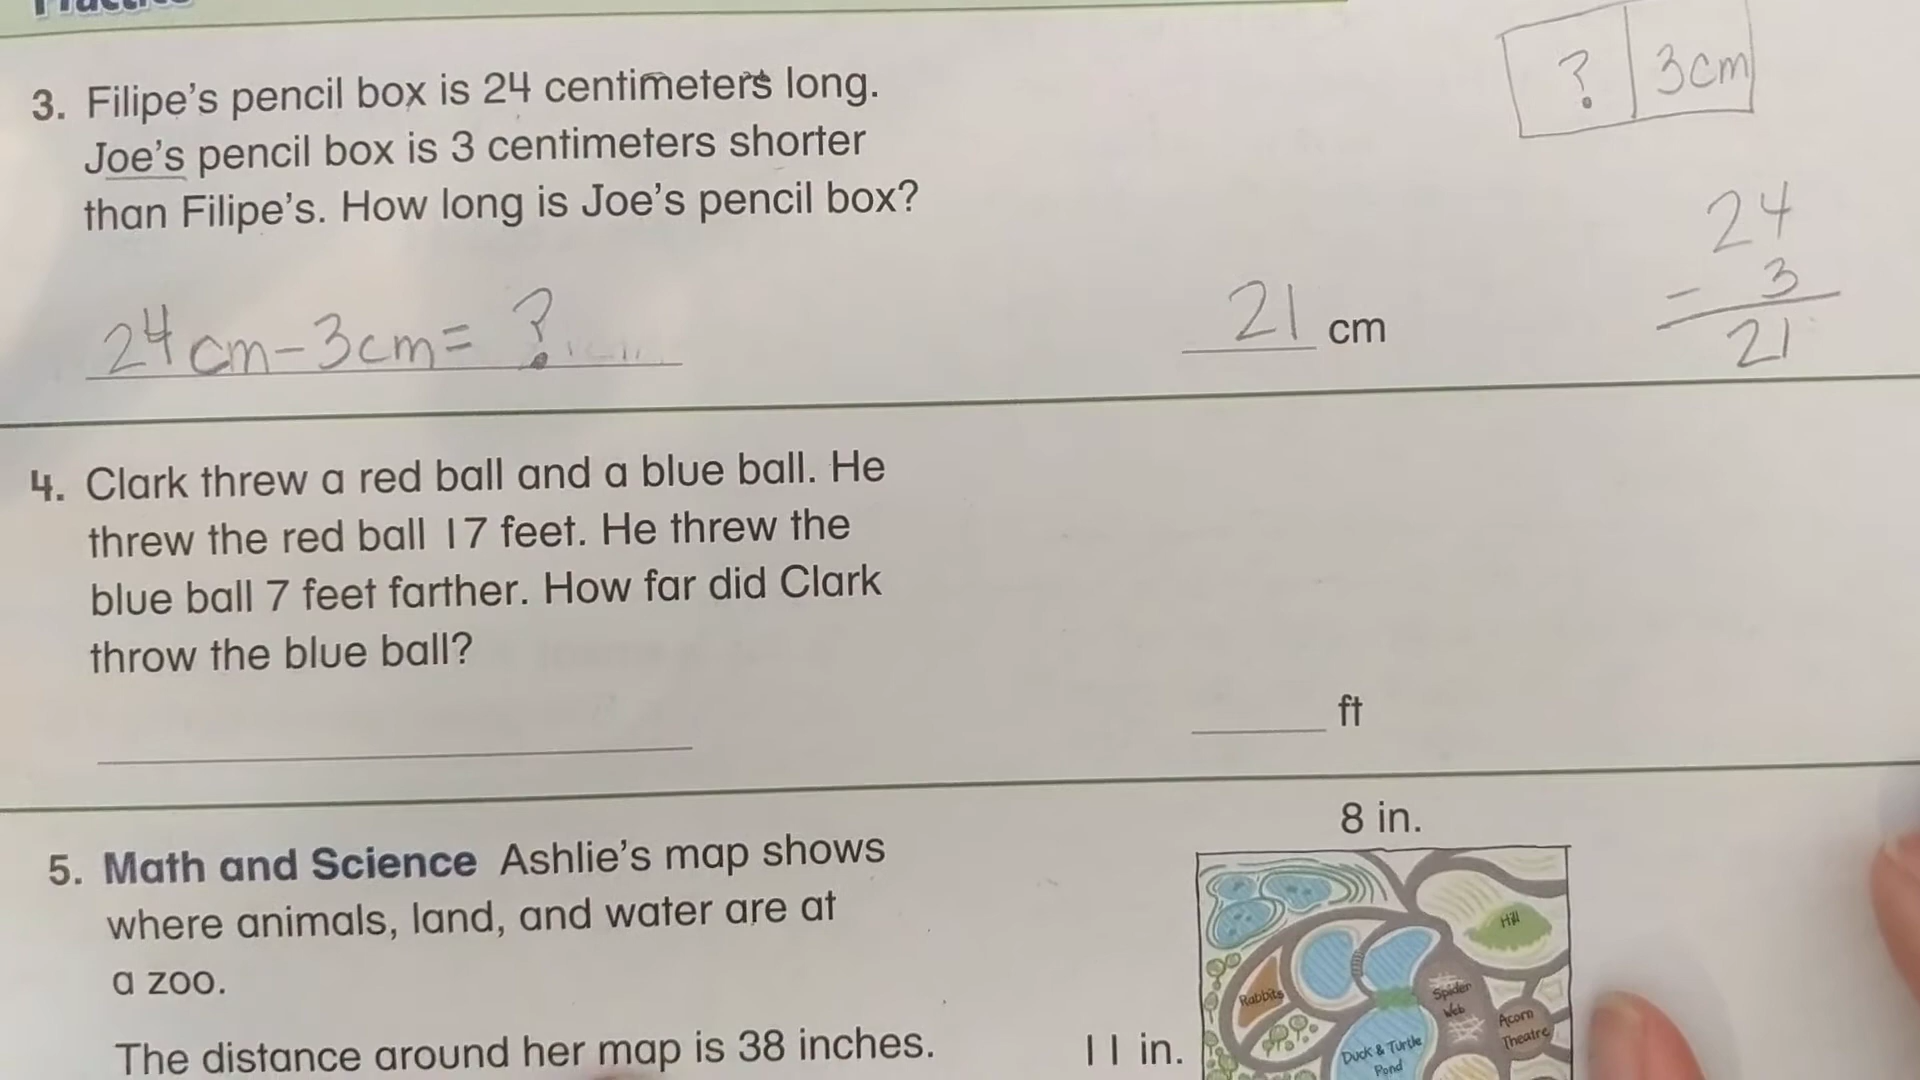 Practice
? 3cm
3. Filipe's pencil box is 24 centimeters long.
Joe's pencil box is 3 centimeters shorter
than Filipe's. How long is Joe's pencil box?
24
- 3
21
24cm-3cm= ?
21 cm
4. Clark threw a red ball and a blue ball. He
threw the red ball 17 feet. He threw the
blue ball 7 feet farther. How far did Clark
throw the blue ball?
ft
5. Math and Science Ashlie's map shows
where animals, land, and water are at
a zoo.
The distance around her map is 38 inches.
8 in.
11 in.
Hill
Rabbits
Spider
Web
Acorn
Theatre
Duck & Turtle
Pond